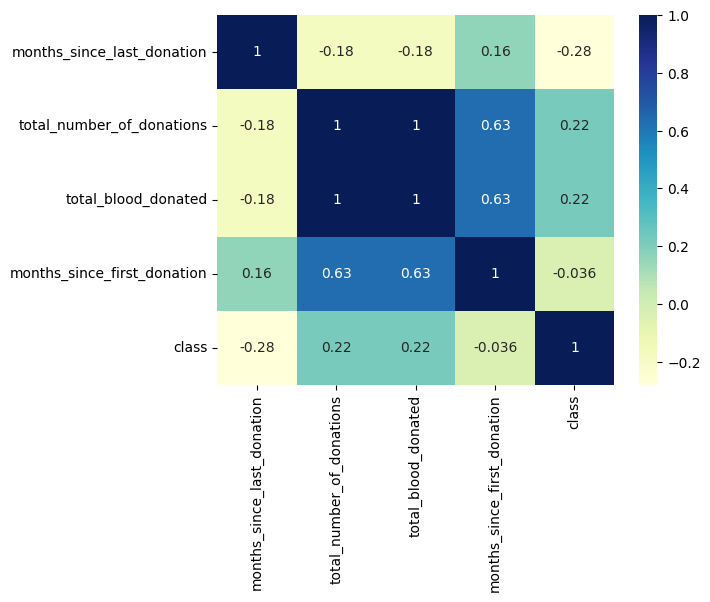 months_since_last_donation 1 -0.18 -0.18 0.16 -0.28
total_number_of_donations -0.18 1 1 0.63 0.22
total_blood_donated -0.18 1 1 0.63 0.22
months_since_first_donation 0.16 0.63 0.63 1 -0.036
class -0.28 0.22 0.22 -0.036 1
months_since_last_donation
total_number_of_donations
total_blood_donated
months_since_first_donation
class
1.0
0.8
0.6
0.4
0.2
0.0
−0.2